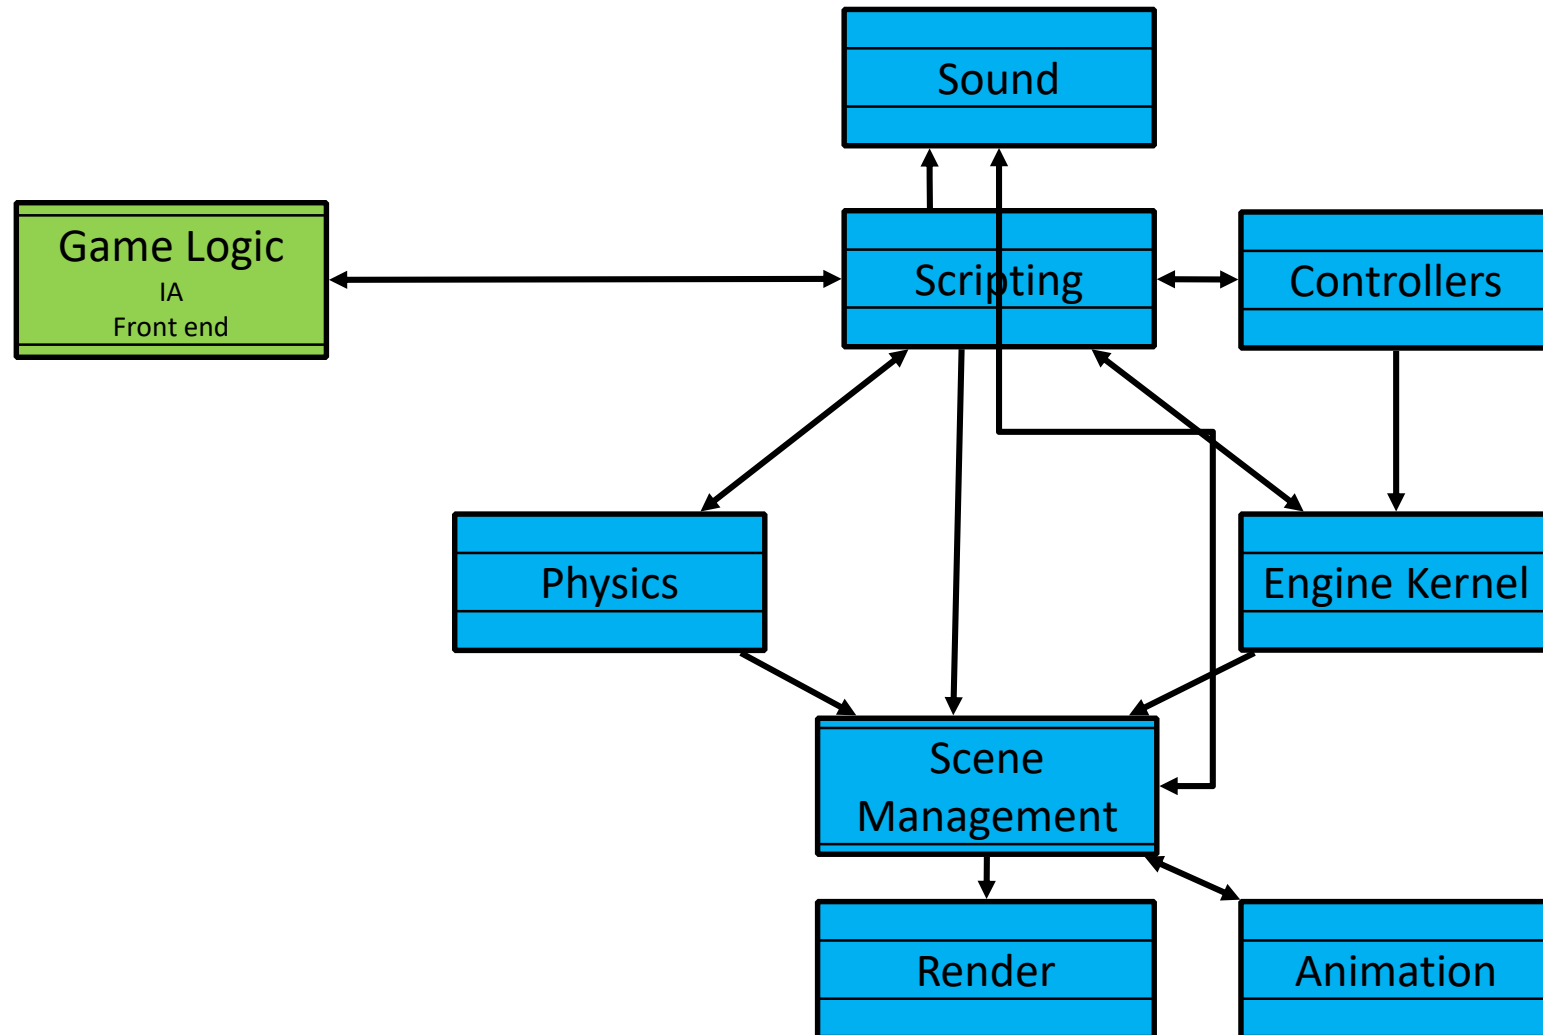 Sound
Game Logic
IA
Front end
Scripting
Controllers
Physics
Engine Kernel
Scene
Management
Render
Animation